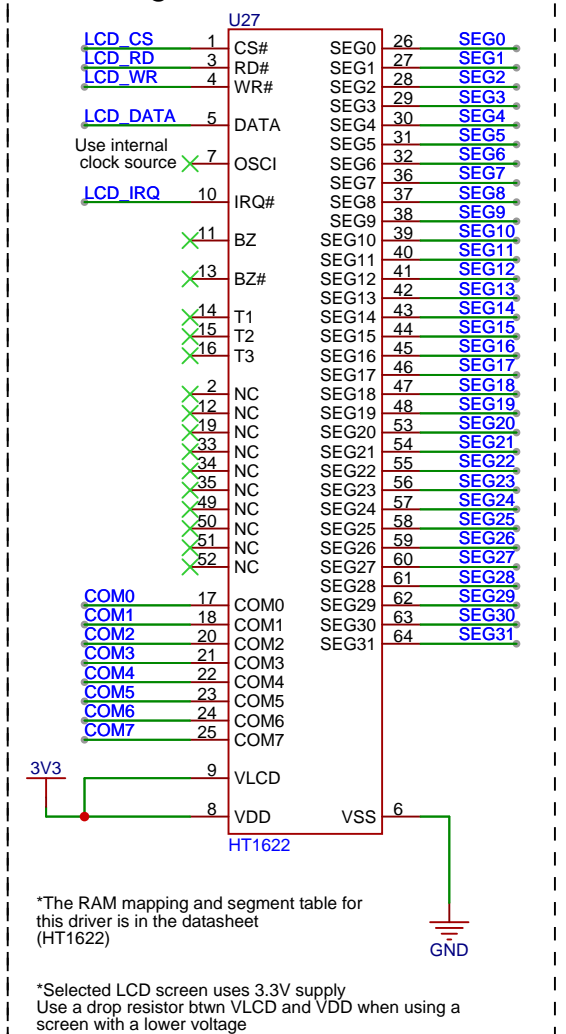 U27
LCD_CS 1 CS# SEG0 26 SEG0
LCD_RD 3 RD# SEG1 27 SEG1
LCD_WR 4 WR# SEG2 28 SEG2
SEG3 29 SEG3
LCD_DATA 5 DATA SEG4 30 SEG4
SEG5 31 SEG5
Use internal
clock source 7 OSCI SEG6 32 SEG6
SEG7 36 SEG7
LCD_IRQ 10 IRQ# SEG8 37 SEG8
SEG9 38 SEG9
11 BZ SEG10 39 SEG10
SEG11 40 SEG11
13 BZ# SEG12 41 SEG12
SEG13 42 SEG13
14 T1 SEG14 43 SEG14
15 T2 SEG15 44 SEG15
16 T3 SEG16 45 SEG16
SEG17 46 SEG17
2 NC SEG18 47 SEG18
12 NC SEG19 48 SEG19
19 NC SEG20 53 SEG20
33 NC SEG21 54 SEG21
34 NC SEG22 55 SEG22
35 NC SEG23 56 SEG23
49 NC SEG24 57 SEG24
50 NC SEG25 58 SEG25
51 NC SEG26 59 SEG26
52 NC SEG27 60 SEG27
SEG28 61 SEG28
COM0 17 COM0 SEG29 62 SEG29
COM1 18 COM1 SEG30 63 SEG30
COM2 20 COM2 SEG31 64 SEG31
COM3 21 COM3
COM4 22 COM4
COM5 23 COM5
COM6 24 COM6
COM7 25 COM7
3V3 9 VLCD
8 VDD VSS 6
HT1622
*The RAM mapping and segment table for
this driver is in the datasheet
(HT1622)
GND
*Selected LCD screen uses 3.3V supply
Use a drop resistor btwn VLCD and VDD when using a
screen with a lower voltage